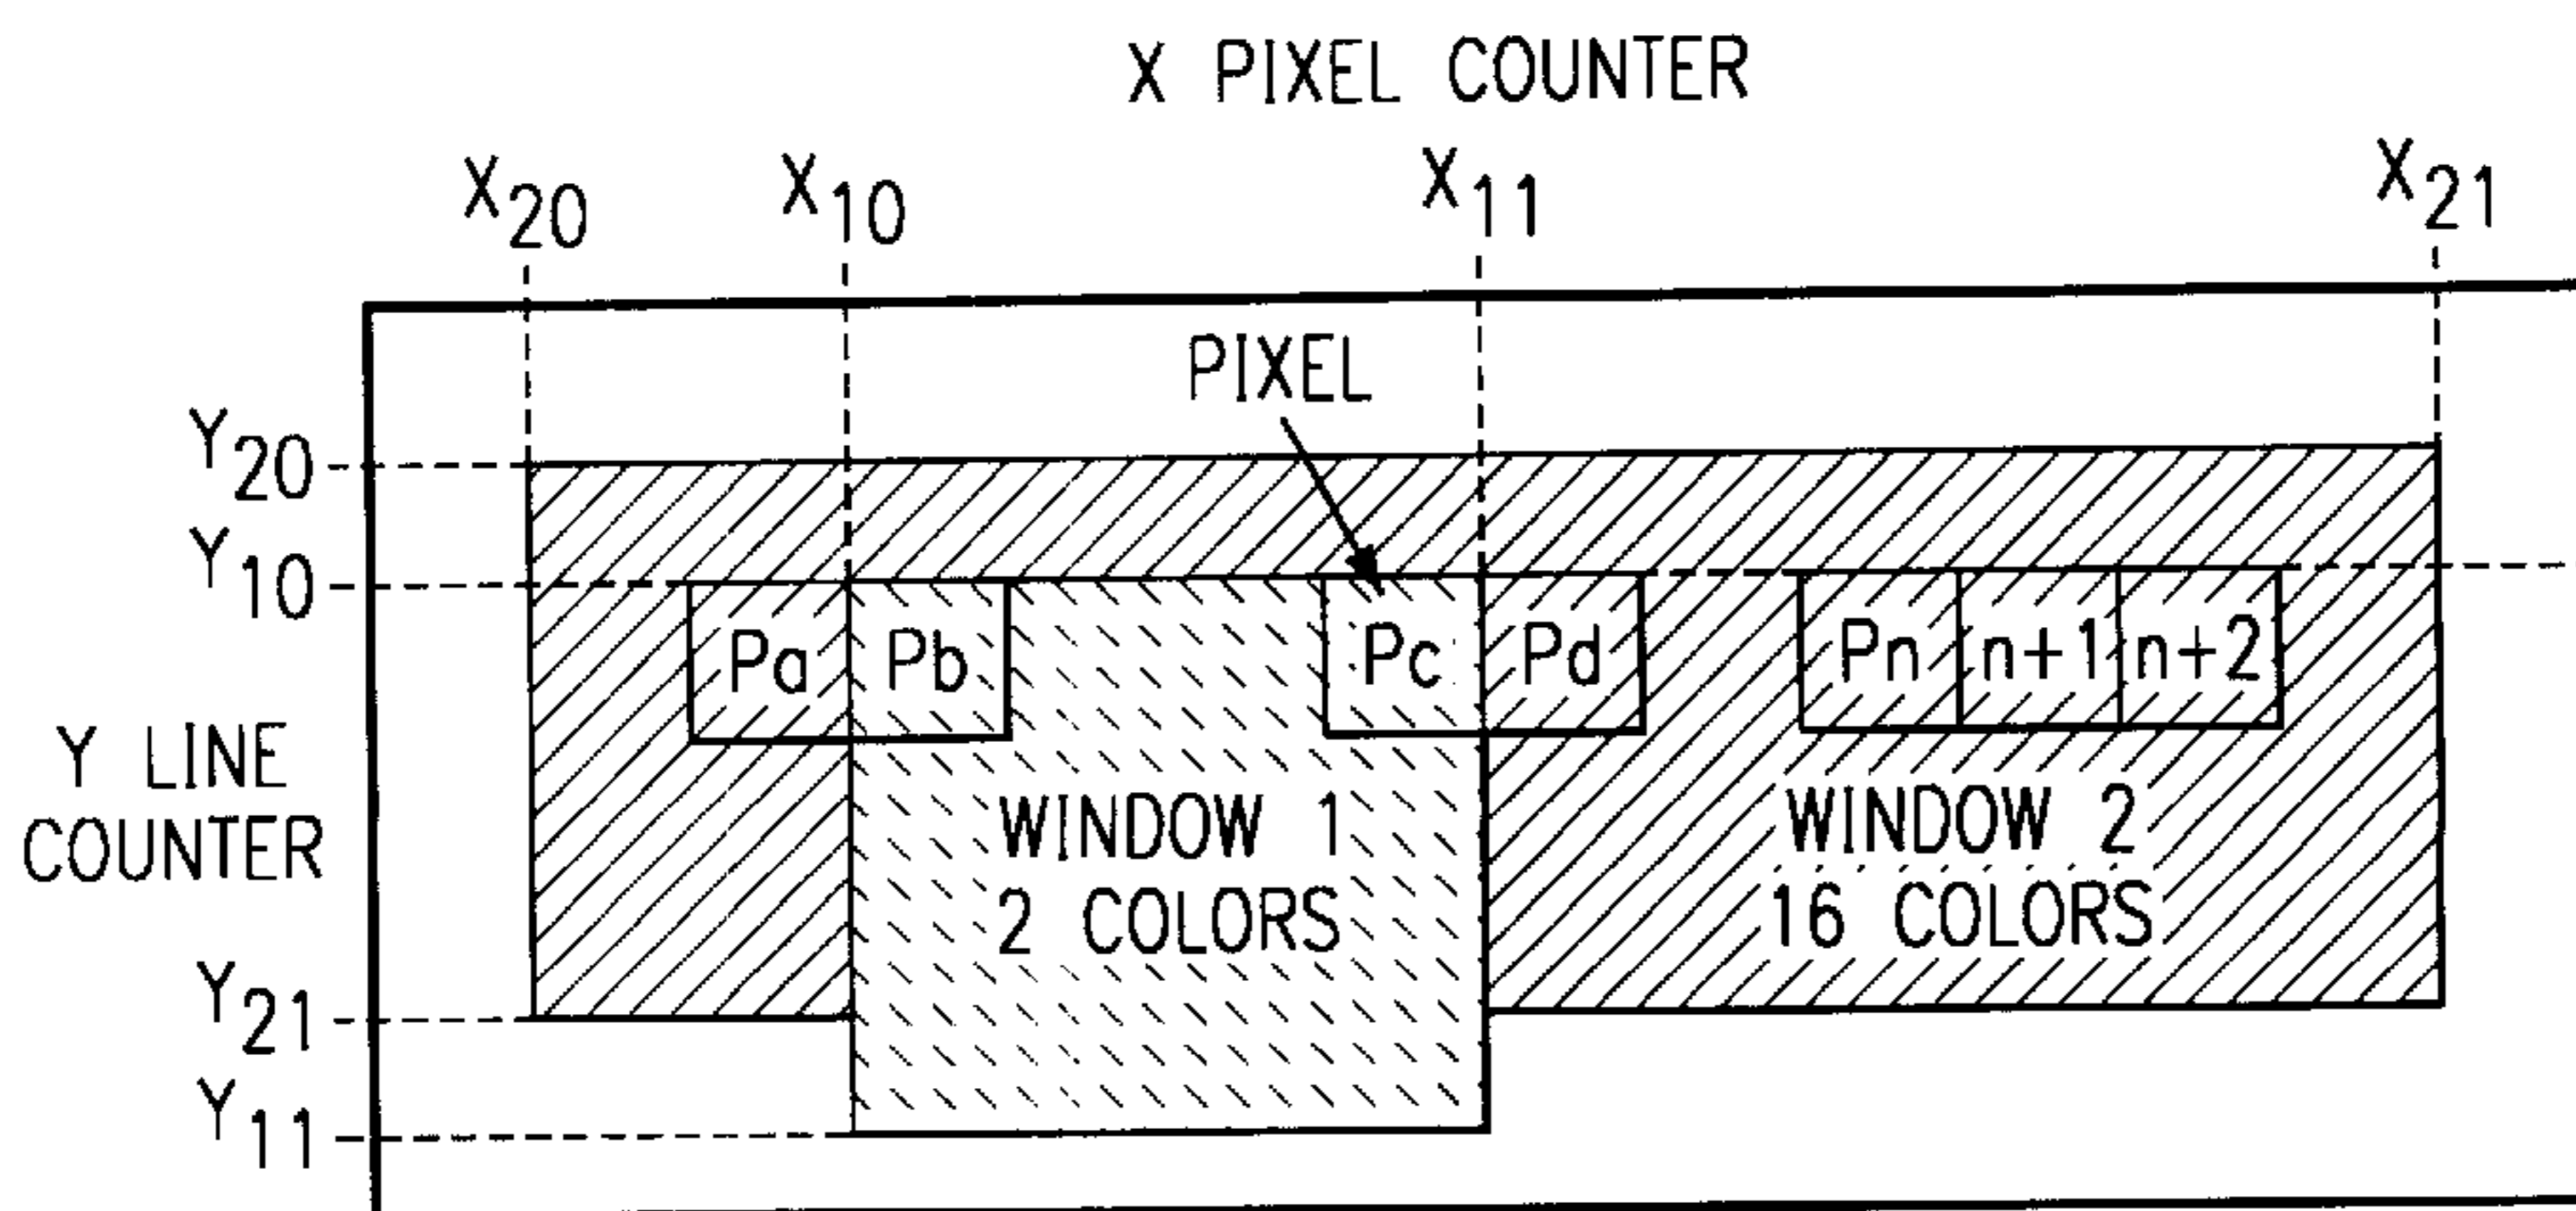 X PIXEL COUNTER
X20 X10 X11 X21
PIXEL
Y20
Y10
Pa Pb Pc Pd Pn n+1 n+2
Y LINE
COUNTER
WINDOW 1
2 COLORS
WINDOW 2
16 COLORS
Y21
Y11